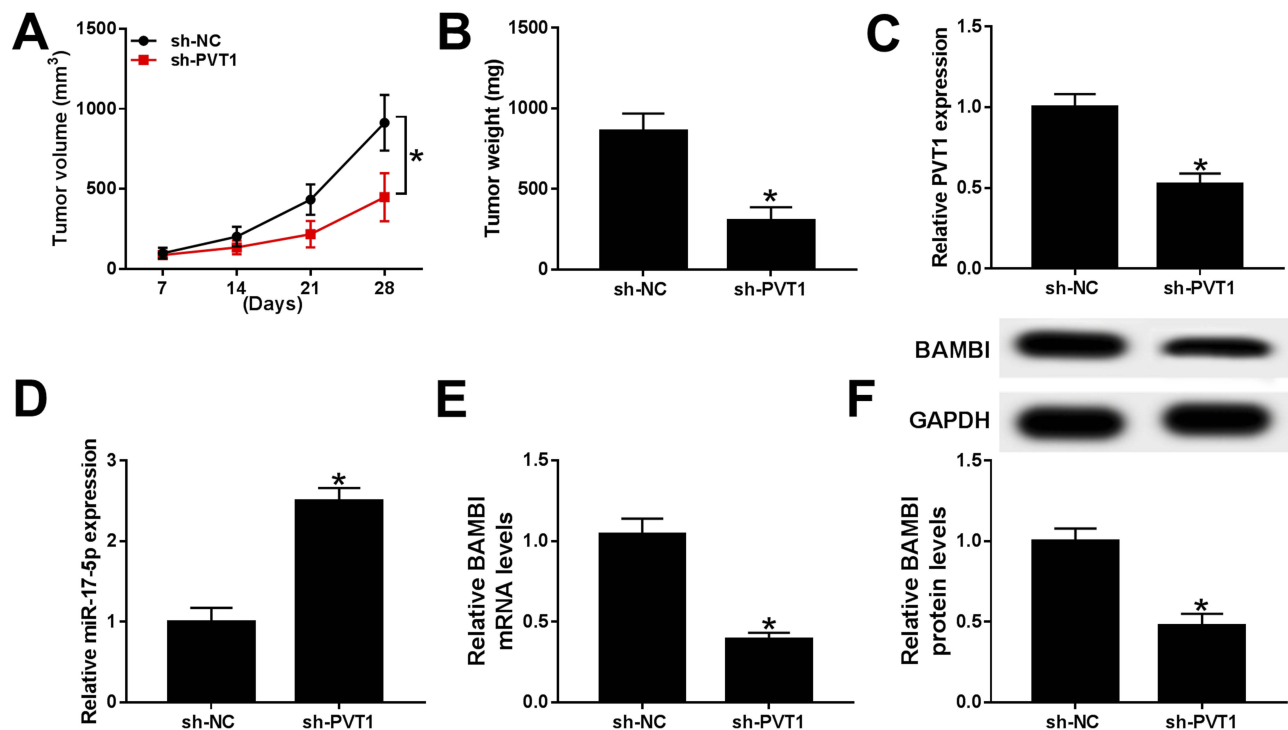 A
Tumor volume (mm³)
1500
1000
500
0
sh-NC
sh-PVT1
*
7 14 21 28
(Days)
B
Tumor weight (mg)
1500
1000
500
0
*
sh-NC sh-PVT1
C
Relative PVT1 expression
1.5
1.0
0.5
0.0
*
sh-NC sh-PVT1
D
Relative miR-17-5p expression
3
2
1
0
*
sh-NC sh-PVT1
E
Relative BAMBI
mRNA levels
1.5
1.0
0.5
0.0
*
sh-NC sh-PVT1
F
BAMBI
GAPDH
Relative BAMBI
protein levels
1.5
1.0
0.5
0.0
*
sh-NC sh-PVT1